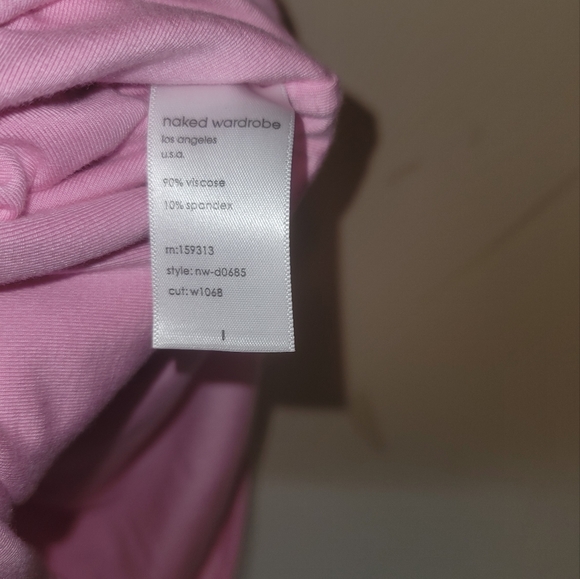 naked wardrobe
los angeles
u.s.a.
90% viscose
10% spandex
rn:159313
style: nw-d0685
cut: w1068
l